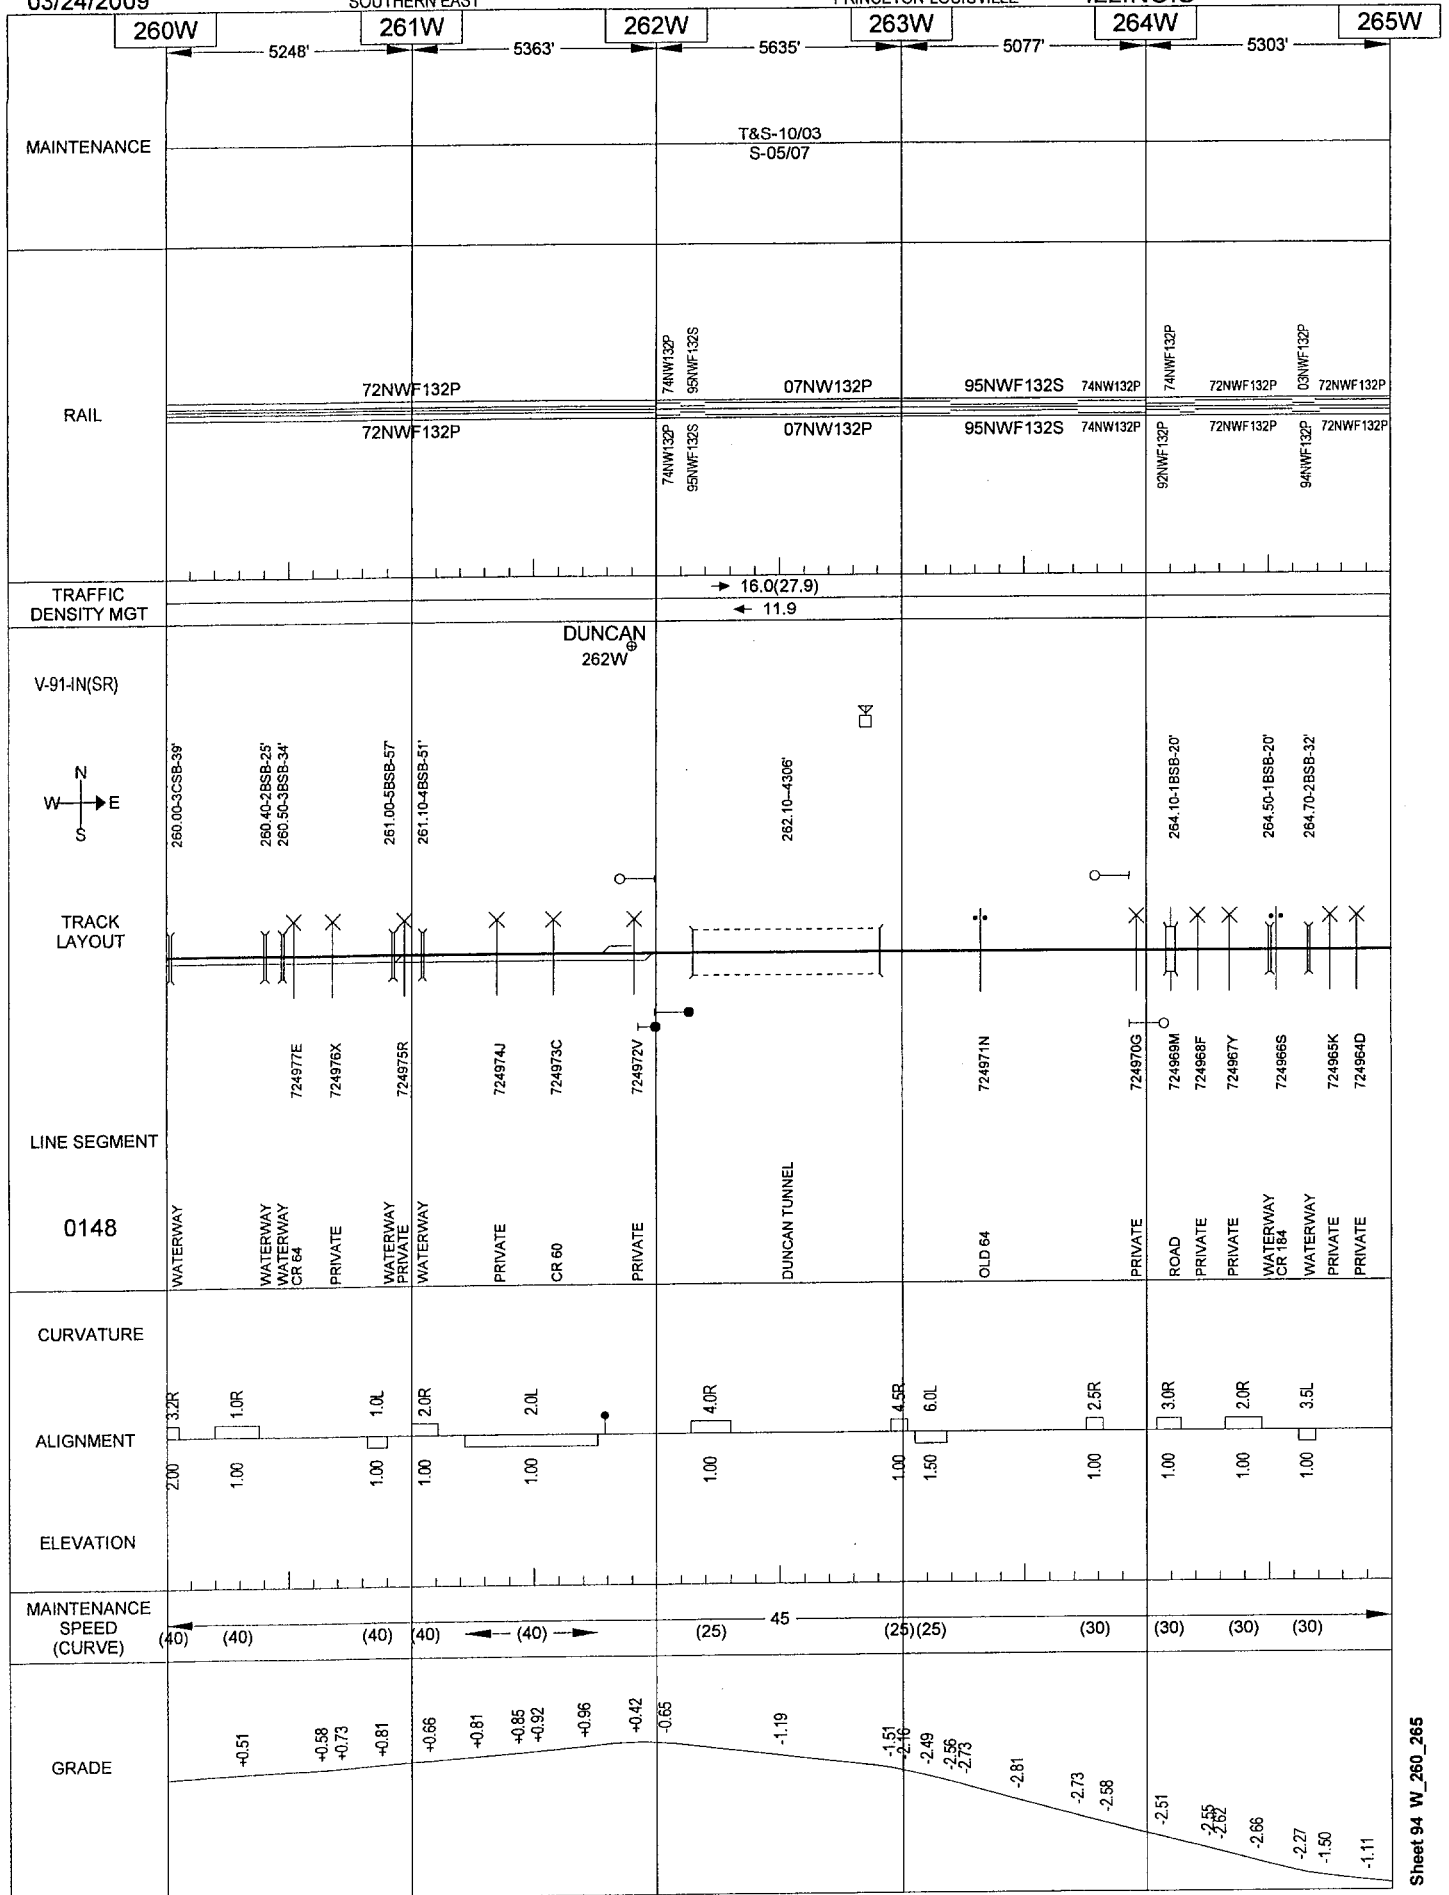 03/24/2009 SOUTHERN EAST PRINCETON-LOUISVILLE ILLINOIS
260W 261W 262W 263W 264W 265W
5248' 5363' 5635' 5077' 5303'
MAINTENANCE
T&S-10/03
S-05/07
RAIL
72NWF132P 74NW132P 95NWF132S 07NW132P 95NWF132S 74NW132P 74NWF132P 72NWF132P 03NWF132P 72NWF132P
72NWF132P 74NW132P 95NWF132S 07NW132P 95NWF132S 74NW132P 92NWF132P 72NWF132P 94NWF132P 72NWF132P
TRAFFIC
DENSITY MGT
16.0(27.9)
11.9
DUNCAN
262W
V-91-IN(SR)
N
W E
S
260.00-3CSB-39'
260.40-2BSB-25'
260.50-3BSB-34'
261.00-5BSB-57'
261.10-4BSB-51'
262.10--4306'
264.10-1BSB-20'
264.50-1BSB-20'
264.70-2BSB-32'
TRACK
LAYOUT
724977E
724976X
724975R
724974J
724973C
724972V
724971N
724970G
724969M
724968F
724967Y
724966S
724965K
724964D
LINE SEGMENT
0148
WATERWAY
WATERWAY
WATERWAY
CR 64
PRIVATE
WATERWAY
PRIVATE
WATERWAY
PRIVATE
CR 60
PRIVATE
DUNCAN TUNNEL
OLD 64
PRIVATE
ROAD
PRIVATE
PRIVATE
WATERWAY
CR 184
WATERWAY
PRIVATE
PRIVATE
CURVATURE
3.2R 1.0R 1.0L 2.0R 2.0L 4.0R 4.5R 6.0L 2.5R 3.0R 2.0R 3.5L
ALIGNMENT
2.00 1.00 1.00 1.00 1.00 1.00 1.00 1.50 1.00 1.00 1.00 1.00
ELEVATION
MAINTENANCE
SPEED
(CURVE)
45
(40) (40) (40) (40) (40) (25) (25) (25) (30) (30) (30) (30)
GRADE
+0.51 +0.58 +0.73 +0.81 +0.66 +0.81 +0.85 +0.92 +0.96 +0.42 -0.65 -1.19 -1.51 -2.16 -2.49 -2.56 -2.73 -2.81 -2.73 -2.58 -2.51 -2.55 -2.62 -2.66 -2.27 -1.50 -1.11
Sheet 94 W_260_265